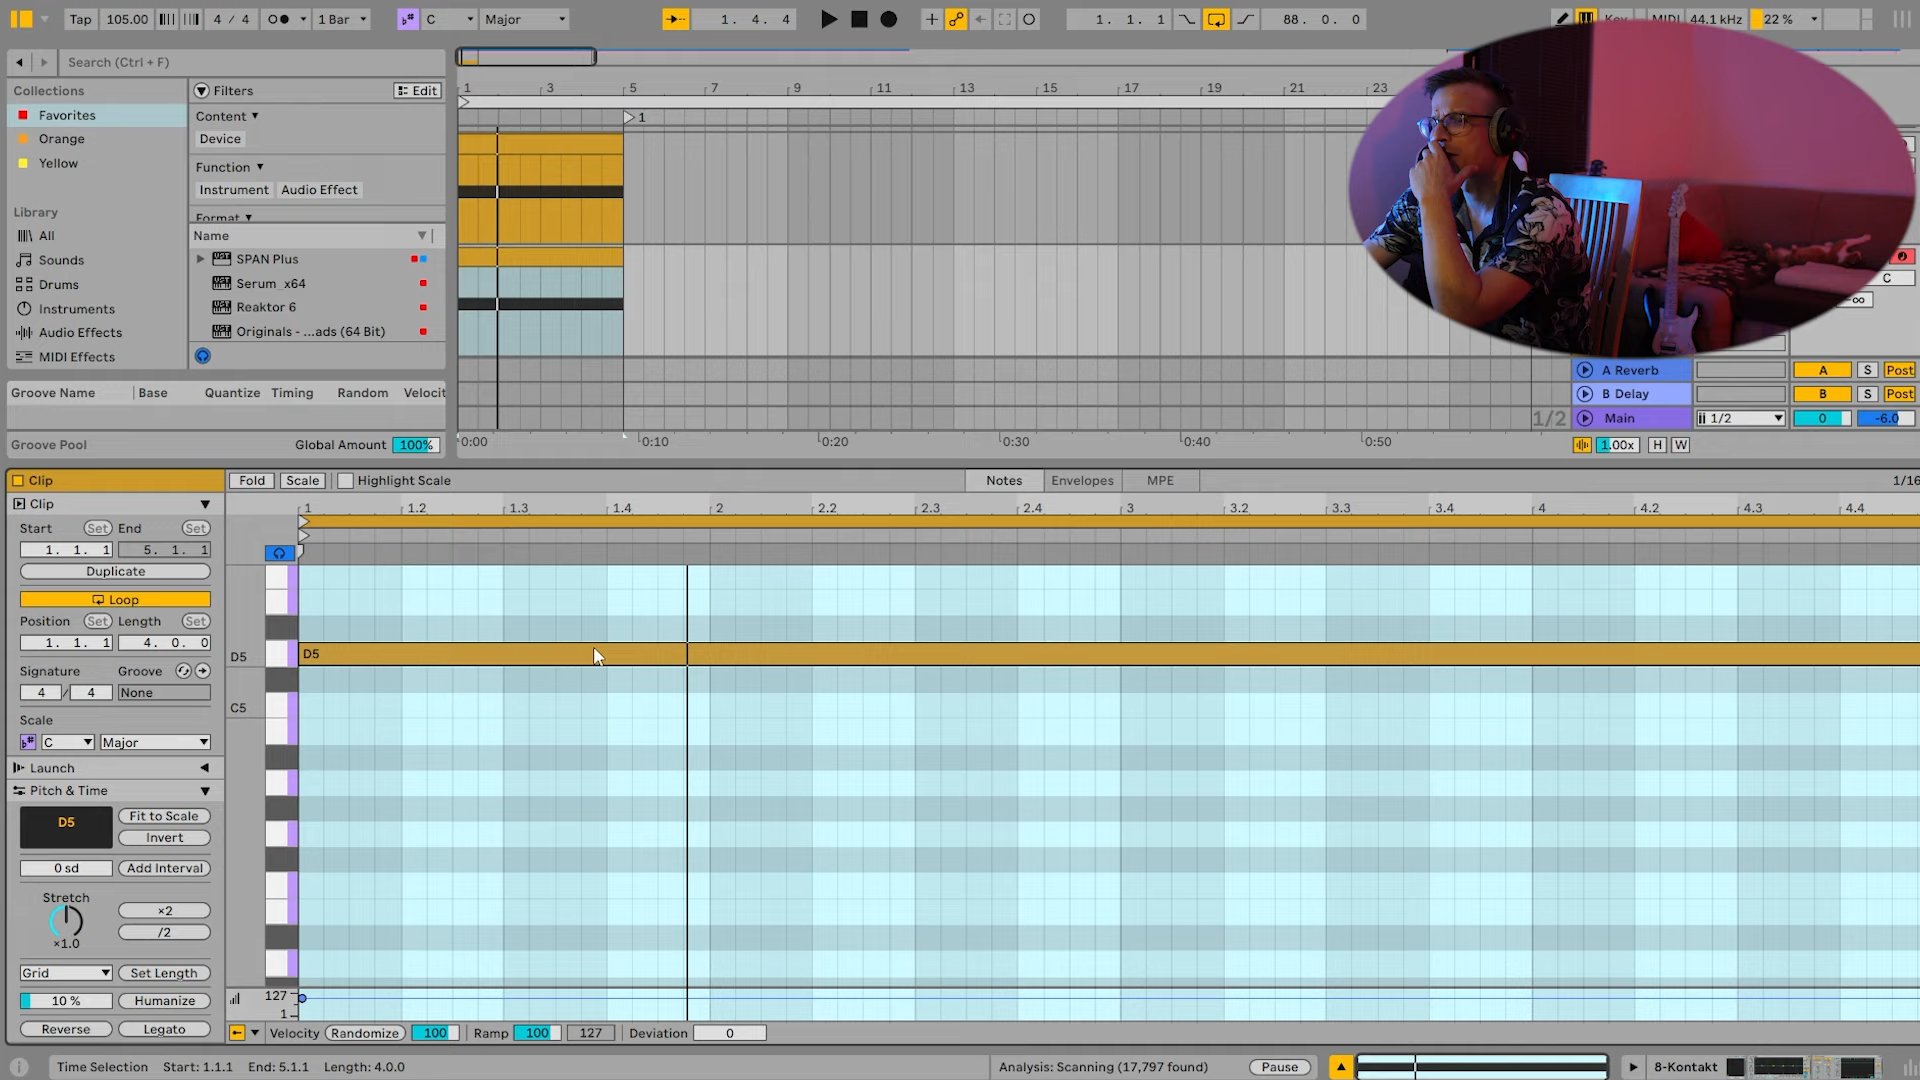 Tap 105.00 4 / 4 1 Bar C Major 1. 4. 4 1. 1. 1 88. 0. 0 Key MIDI 44.1 kHz 22 %
Search (Ctrl + F)
Collections
Favorites
Orange
Yellow
Library
All
Sounds
Drums
Instruments
Audio Effects
MIDI Effects
Filters Edit
Content
Device
Function
Instrument Audio Effect
Format
Name
SPAN Plus
Serum_x64
Reaktor 6
Originals - ...ads (64 Bit)
Groove Name Base Quantize Timing Random Velocit
Groove Pool Global Amount 100%
1 3 5 7 9 11 13 15 17 19 21 23
1
C
A Reverb A S Post
B Delay B S Post
1/2 Main 1/2 0 -6.0
0:00 0:10 0:20 0:30 0:40 0:50
1.00x H W
Clip
Clip
Start Set End Set
1. 1. 1 5. 1. 1
Duplicate
Loop
Position Set Length Set
1. 1. 1 4. 0. 0
Signature Groove
4 / 4 None
Scale
C Major
Launch
Pitch & Time
D5 Fit to Scale
Invert
0 sd Add Interval
Stretch
×2
/2
×1.0
Grid Set Length
10 % Humanize
Reverse Legato
Fold Scale Highlight Scale Notes Envelopes MPE 1/16
1 1.2 1.3 1.4 2 2.2 2.3 2.4 3 3.2 3.3 3.4 4 4.2 4.3 4.4
D5 D5
C5
127
1
Velocity Randomize 100 Ramp 100 127 Deviation 0
Time Selection Start: 1.1.1 End: 5.1.1 Length: 4.0.0 Analysis: Scanning (17,797 found) Pause 8-Kontakt